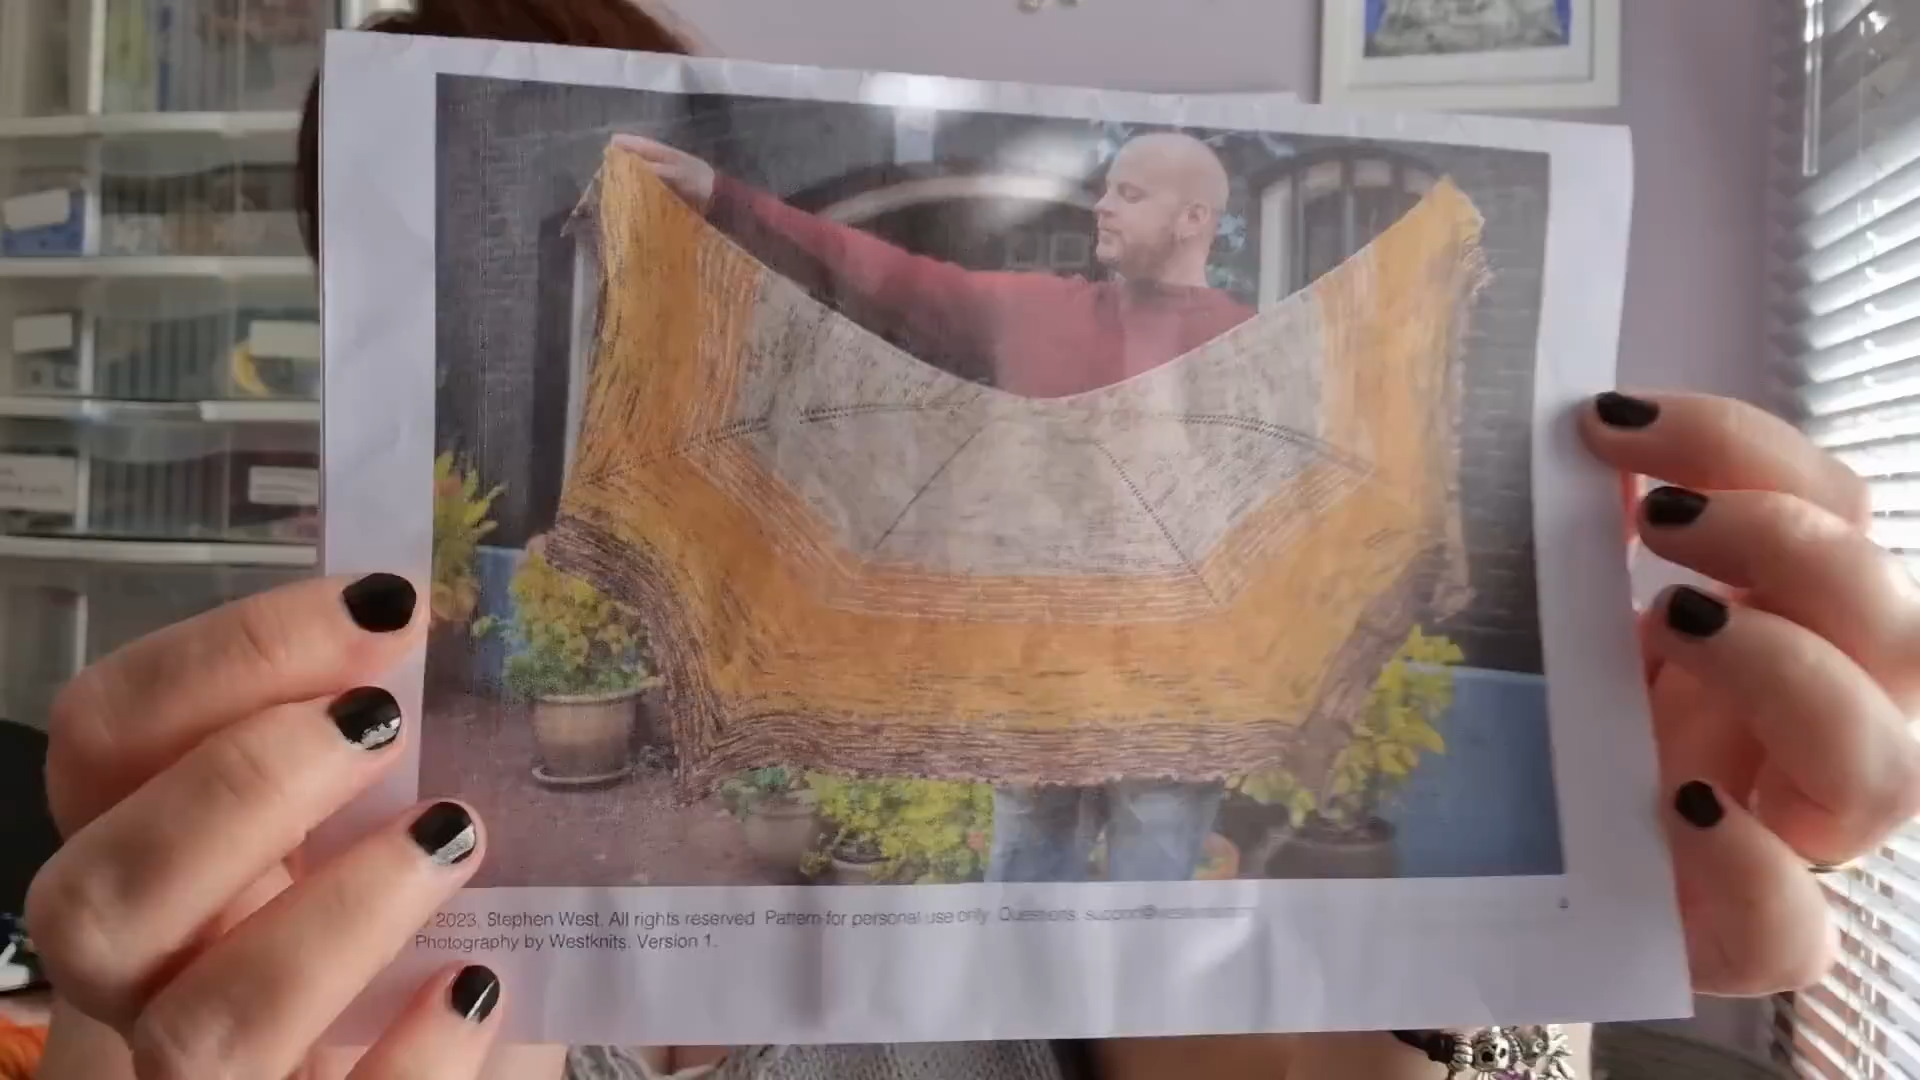 2023, Stephen West. All rights reserved Pattern for personal use only. Questions,
Photography by Westknits. Version 1.